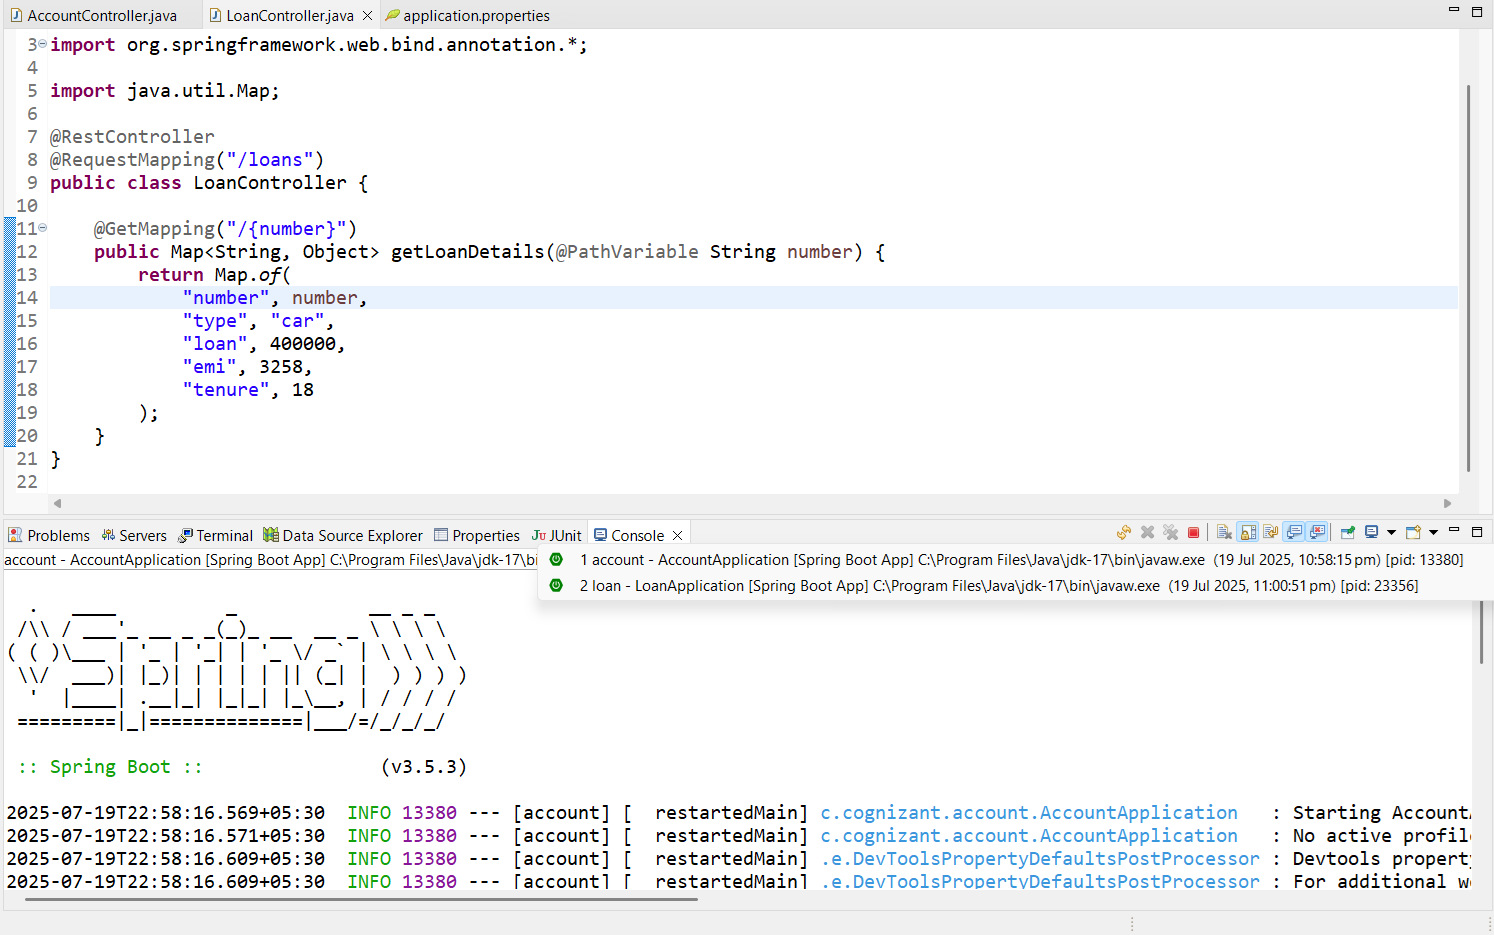 AccountController.java LoanController.java application.properties
3 import org.springframework.web.bind.annotation.*;
4
5 import java.util.Map;
6
7 @RestController
8 @RequestMapping("/loans")
9 public class LoanController {
10
11 @GetMapping("/{number}")
12 public Map<String, Object> getLoanDetails(@PathVariable String number) {
13 return Map.of(
14 "number", number,
15 "type", "car",
16 "loan", 400000,
17 "emi", 3258,
18 "tenure", 18
19 );
20 }
21 }
22
Problems Servers Terminal Data Source Explorer Properties JUnit Console
account - AccountApplication [Spring Boot App] C:\Program Files\Java\jdk-17\bi
1 account - AccountApplication [Spring Boot App] C:\Program Files\Java\jdk-17\bin\javaw.exe (19 Jul 2025, 10:58:15 pm) [pid: 13380]
2 loan - LoanApplication [Spring Boot App] C:\Program Files\Java\jdk-17\bin\javaw.exe (19 Jul 2025, 11:00:51 pm) [pid: 23356]
  .   ____          _            __ _ _
 /\\ / ___'_ __ _ _(_)_ __  __ _ \ \ \ \
( ( )\___ | '_ | '_| | '_ \/ _` | \ \ \ \
 \\/  ___)| |_)| | | | | || (_| |  ) ) ) )
  '  |____| .__|_| |_|_| |_\__, | / / / /
 =========|_|==============|___/=/_/_/_/
:: Spring Boot :: (v3.5.3)
2025-07-19T22:58:16.569+05:30 INFO 13380 --- [account] [ restartedMain] c.cognizant.account.AccountApplication : Starting Account
2025-07-19T22:58:16.571+05:30 INFO 13380 --- [account] [ restartedMain] c.cognizant.account.AccountApplication : No active profil
2025-07-19T22:58:16.609+05:30 INFO 13380 --- [account] [ restartedMain] .e.DevToolsPropertyDefaultsPostProcessor : Devtools property
2025-07-19T22:58:16.609+05:30 INFO 13380 --- [account] [ restartedMain] .e.DevToolsPropertyDefaultsPostProcessor : For additional w